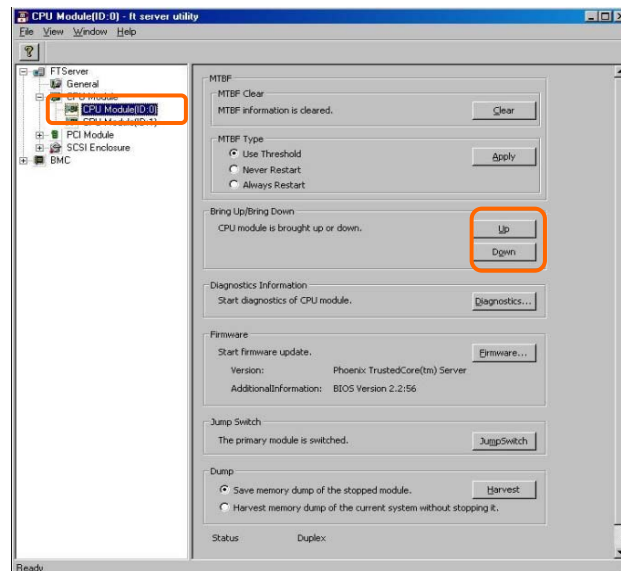 CPU Module(ID:0) - ft server utility
File View Window Help
FTServer
General
CPU Module
CPU Module(ID:0)
CPU Module(ID:1)
PCI Module
SCSI Enclosure
BMC
MTBF
MTBF Clear
MTBF information is cleared.
Clear
MTBF Type
Use Threshold
Never Restart
Always Restart
Apply
Bring Up/Bring Down
CPU module is brought up or down.
Up
Down
Diagnostics Information
Start diagnostics of CPU module.
Diagnostics...
Firmware
Start firmware update.
Firmware...
Version: Phoenix TrustedCore(tm) Server
AdditionalInformation: BIOS Version 2.2:56
Jump Switch
The primary module is switched.
JumpSwitch
Dump
Save memory dump of the stopped module.
Harvest
Harvest memory dump of the current system without stopping it.
Status Duplex
Ready